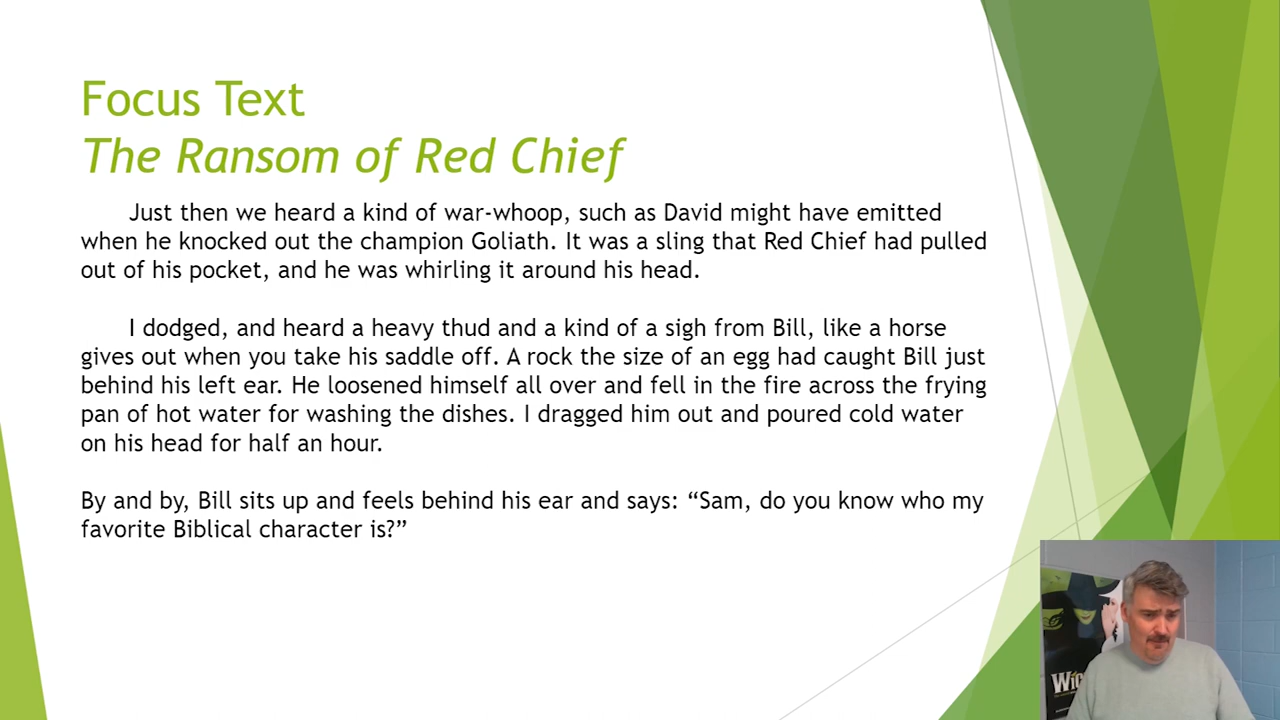 Focus Text
The Ransom of Red Chief
Just then we heard a kind of war-whoop, such as David might have emitted
when he knocked out the champion Goliath. It was a sling that Red Chief had pulled
out of his pocket, and he was whirling it around his head.
I dodged, and heard a heavy thud and a kind of a sigh from Bill, like a horse
gives out when you take his saddle off. A rock the size of an egg had caught Bill just
behind his left ear. He loosened himself all over and fell in the fire across the frying
pan of hot water for washing the dishes. I dragged him out and poured cold water
on his head for half an hour.
By and by, Bill sits up and feels behind his ear and says: “Sam, do you know who my
favorite Biblical character is?”